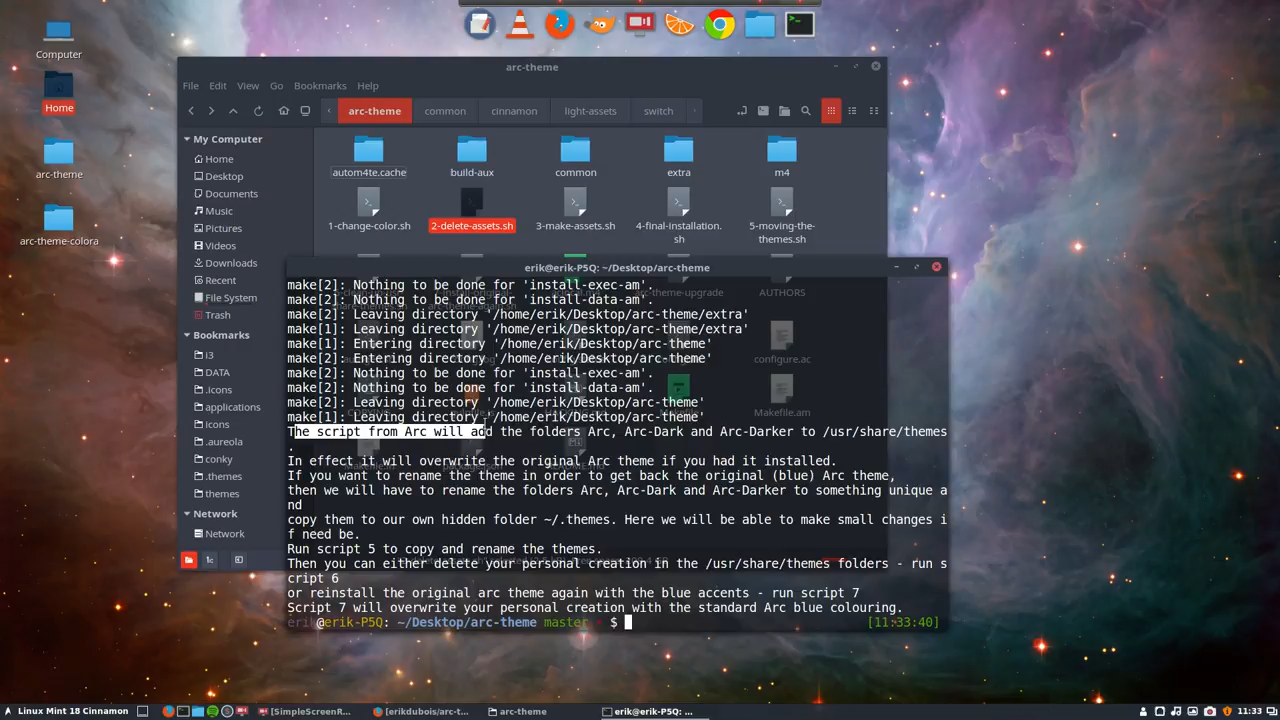 Computer
Home
arc-theme
arc-theme-colora
arc-theme
File Edit View Go Bookmarks Help
arc-theme common cinnamon light-assets switch
My Computer
Home
Desktop
Documents
Music
Pictures
Videos
Downloads
Recent
File System
Trash
Bookmarks
i3
DATA
.Icons
applications
Icons
.aureola
conky
.themes
themes
Network
Network
autom4te.cache build-aux common extra m4
1-change-color.sh 2-delete-assets.sh 3-make-assets.sh 4-final-installation. 5-moving-the-
sh themes.sh
arc-theme-upgrade AUTHORS
configure.ac
Makefile Makefile.am
erik@erik-P5Q: ~/Desktop/arc-theme
make[2]: Nothing to be done for 'install-exec-am'.
make[2]: Nothing to be done for 'install-data-am'.
make[2]: Leaving directory '/home/erik/Desktop/arc-theme/extra'
make[1]: Leaving directory '/home/erik/Desktop/arc-theme/extra'
make[1]: Entering directory '/home/erik/Desktop/arc-theme'
make[2]: Entering directory '/home/erik/Desktop/arc-theme'
make[2]: Nothing to be done for 'install-exec-am'.
make[2]: Nothing to be done for 'install-data-am'.
make[2]: Leaving directory '/home/erik/Desktop/arc-theme'
make[1]: Leaving directory '/home/erik/Desktop/arc-theme'
The script from Arc will add the folders Arc, Arc-Dark and Arc-Darker to /usr/share/themes
.
In effect it will overwrite the original Arc theme if you had it installed.
If you want to rename the theme in order to get back the original (blue) Arc theme,
then we will have to rename the folders Arc, Arc-Dark and Arc-Darker to something unique a
nd
copy them to our own hidden folder ~/.themes. Here we will be able to make small changes i
f need be.
Run script 5 to copy and rename the themes.
Then you can either delete your personal creation in the /usr/share/themes folders - run s
cript 6
or reinstall the original arc theme again with the blue accents - run script 7
Script 7 will overwrite your personal creation with the standard Arc blue colouring.
erik@erik-P5Q: ~/Desktop/arc-theme master $ [11:33:40]
Linux Mint 18 Cinnamon [SimpleScreenR... [erikdubois/arc-t... arc-theme erik@erik-P5Q: ~... 11:33